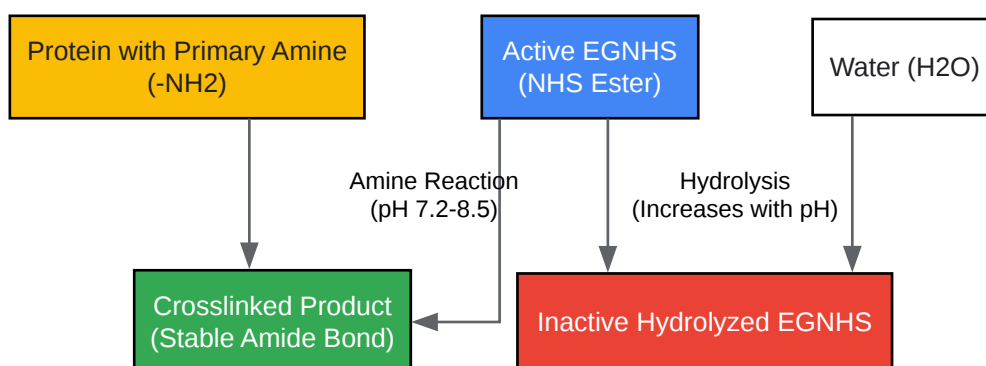 Protein with Primary Amine
(-NH2)
Active EGNHS
(NHS Ester)
Water (H2O)
Amine Reaction
(pH 7.2-8.5)
Hydrolysis
(Increases with pH)
Crosslinked Product
(Stable Amide Bond)
Inactive Hydrolyzed EGNHS